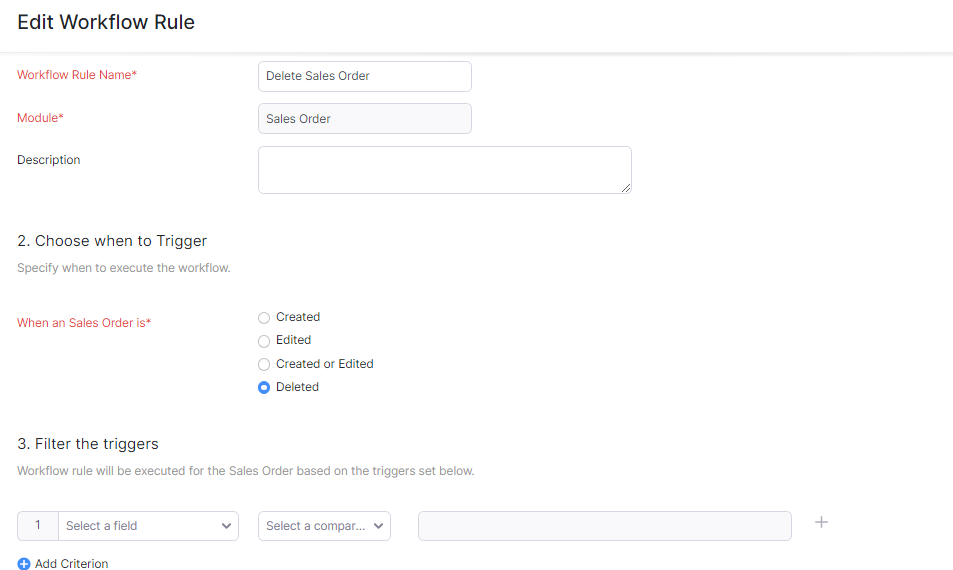 Edit Workflow Rule
Workflow Rule Name* Delete Sales Order
Module* Sales Order
Description
2. Choose when to Trigger
Specify when to execute the workflow.
When an Sales Order is* Created
Edited
Created or Edited
Deleted
3. Filter the triggers
Workflow rule will be executed for the Sales Order based on the triggers set below.
1 Select a field Select a compar... +
Add Criterion